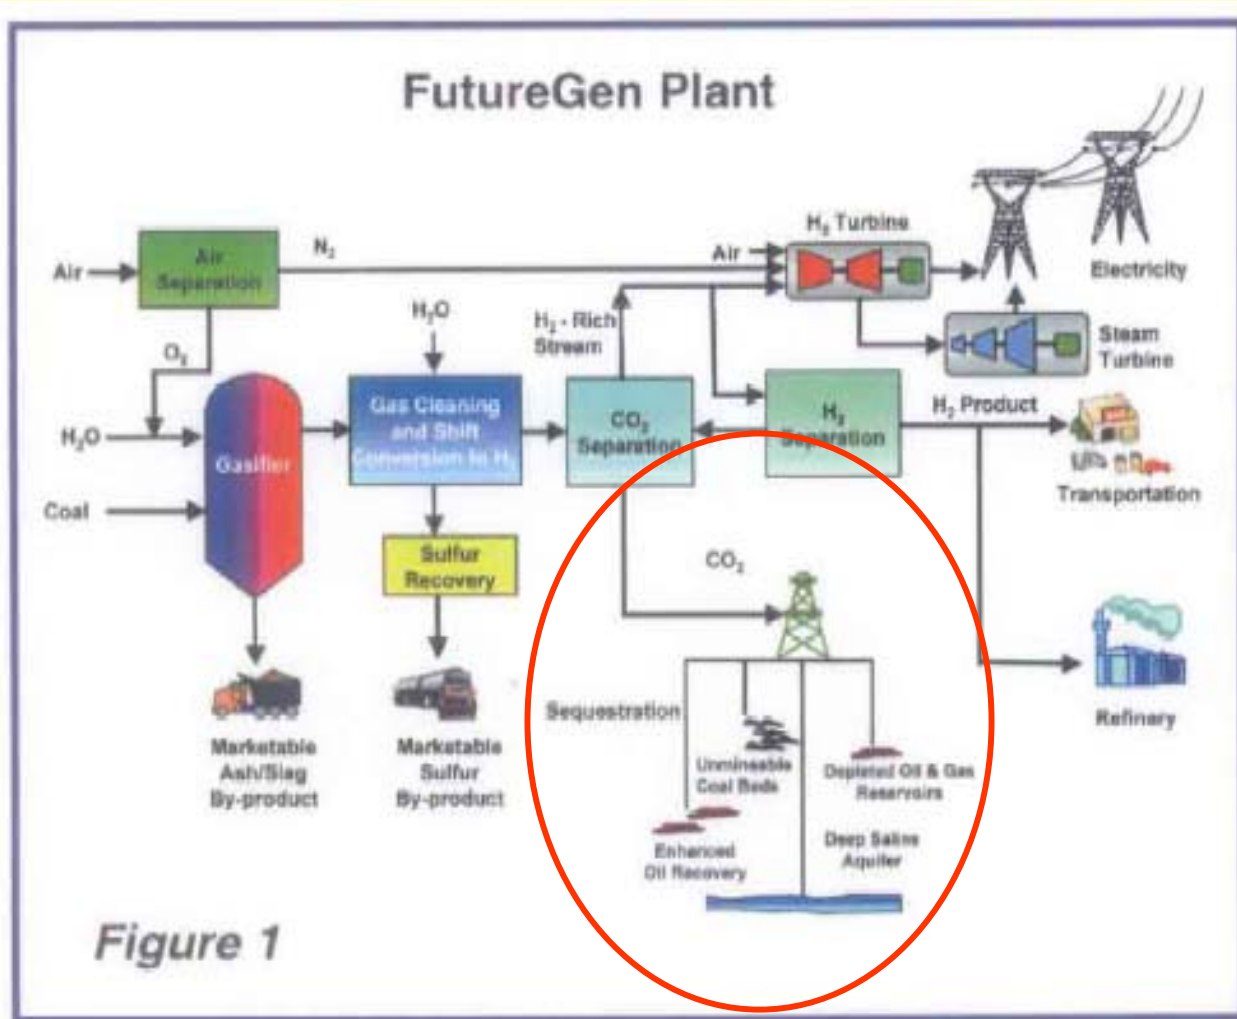 FutureGen Plant
Air
Air
Separation
N₂
Air
H₂ Turbine
Electricity
O₂
H₂O
H₂ - Rich
Stream
Steam
Turbine
H₂O
Coal
Gasifier
Gas Cleaning
and Shift
Conversion to H₂
CO₂
Separation
H₂
Separation
H₂ Product
Transportation
Sulfur
Recovery
CO₂
Sequestration
Refinery
Marketable
Ash/Slag
By-product
Marketable
Sulfur
By-product
Unmineable
Coal Beds
Depleted Oil & Gas
Reservoirs
Enhanced
Oil Recovery
Deep Saline
Aquifer
Figure 1